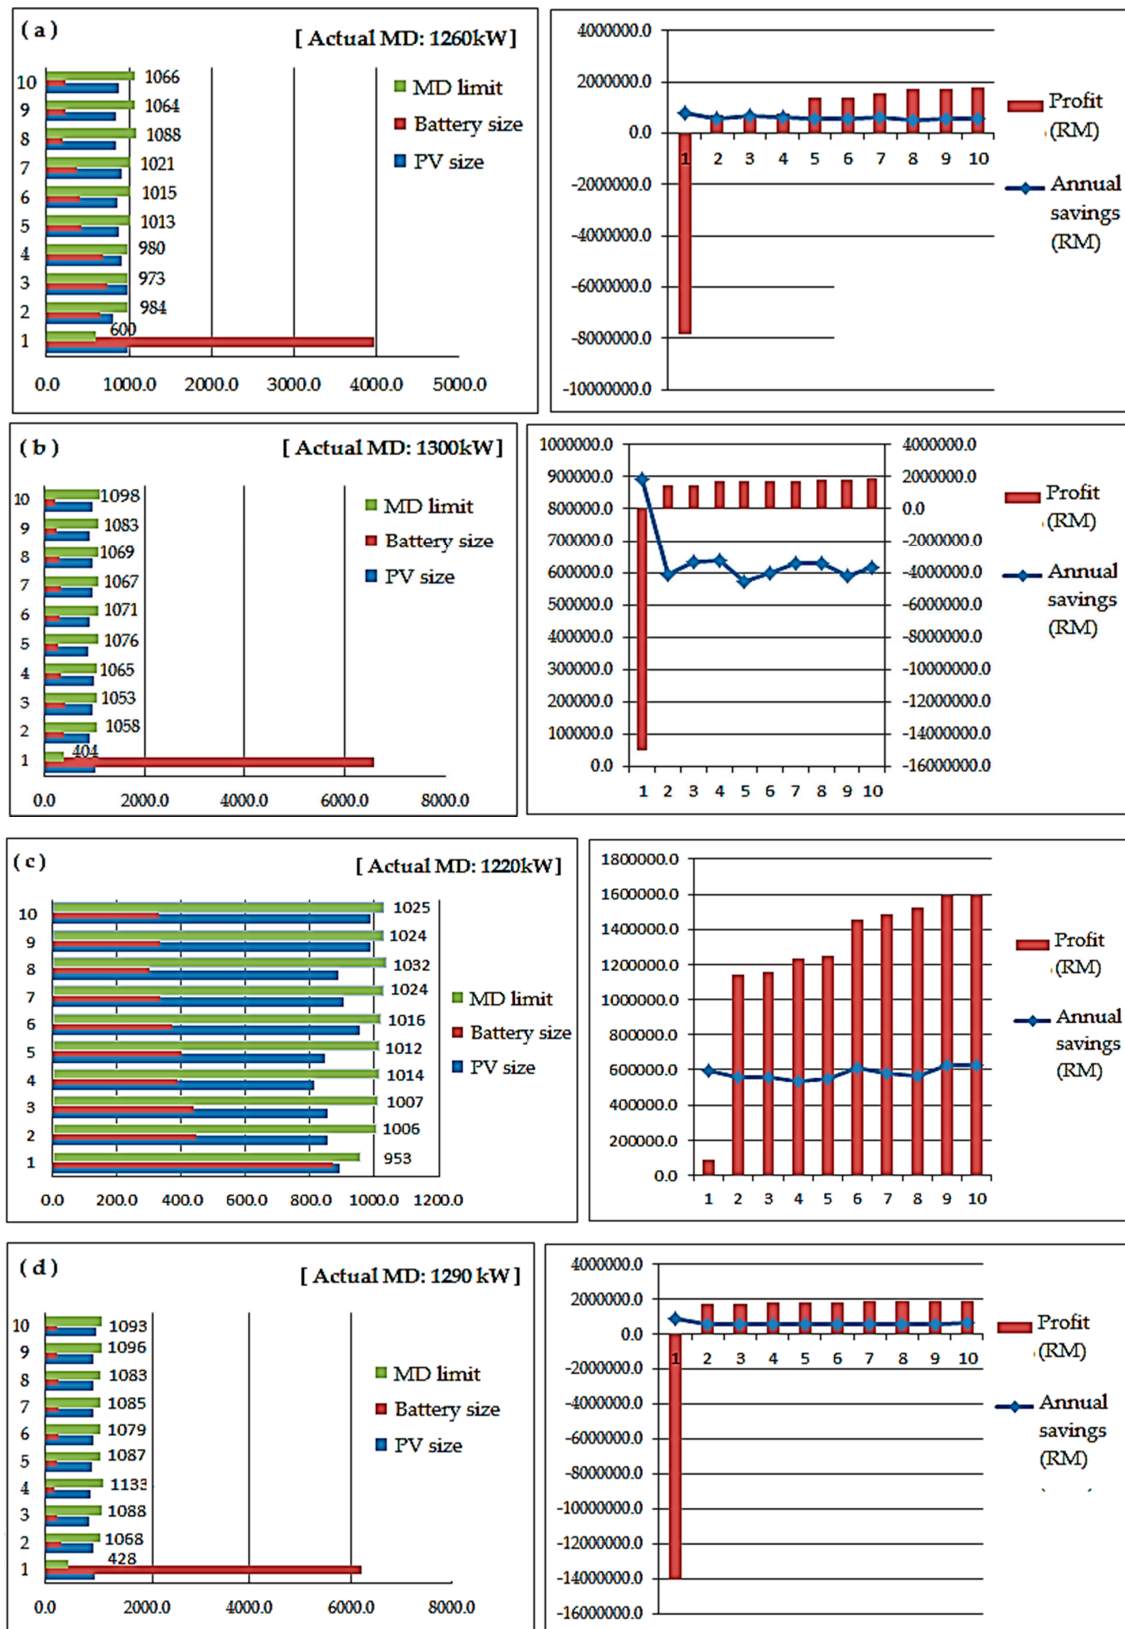 ( a )
[ Actual MD: 1260kW]
10
1066
9
1064
8
1088
7
1021
6
1015
5
1013
4
980
3
973
2
984
1
600
0.0 1000.0 2000.0 3000.0 4000.0 5000.0
MD limit
Battery size
PV size
4000000.0
2000000.0
0.0
-2000000.0
-4000000.0
-6000000.0
-8000000.0
-10000000.0
1 2 3 4 5 6 7 8 9 10
Profit
(RM)
Annual
savings
(RM)
( b )
[ Actual MD: 1300kW]
10
1098
9
1083
8
1069
7
1067
6
1071
5
1076
4
1065
3
1053
2
1058
1
404
0.0 2000.0 4000.0 6000.0 8000.0
MD limit
Battery size
PV size
1000000.0
900000.0
800000.0
700000.0
600000.0
500000.0
400000.0
300000.0
200000.0
100000.0
0.0
4000000.0
2000000.0
0.0
-2000000.0
-4000000.0
-6000000.0
-8000000.0
-10000000.0
-12000000.0
-14000000.0
-16000000.0
1 2 3 4 5 6 7 8 9 10
Profit
(RM)
Annual
savings
(RM)
( c )
[ Actual MD: 1220kW]
10
1025
9
1024
8
1032
7
1024
6
1016
5
1012
4
1014
3
1007
2
1006
1
953
0.0 200.0 400.0 600.0 800.0 1000.0 1200.0
MD limit
Battery size
PV size
1800000.0
1600000.0
1400000.0
1200000.0
1000000.0
800000.0
600000.0
400000.0
200000.0
0.0
1 2 3 4 5 6 7 8 9 10
Profit
(RM)
Annual
savings
(RM)
( d )
[ Actual MD: 1290 kW]
10
1093
9
1096
8
1083
7
1085
6
1079
5
1087
4
1133
3
1088
2
1068
1
428
0.0 2000.0 4000.0 6000.0 8000.0
MD limit
Battery size
PV size
4000000.0
2000000.0
0.0
-2000000.0
-4000000.0
-6000000.0
-8000000.0
-10000000.0
-12000000.0
-14000000.0
-16000000.0
1 2 3 4 5 6 7 8 9 10
Profit
(RM)
Annual
savings
(RM)